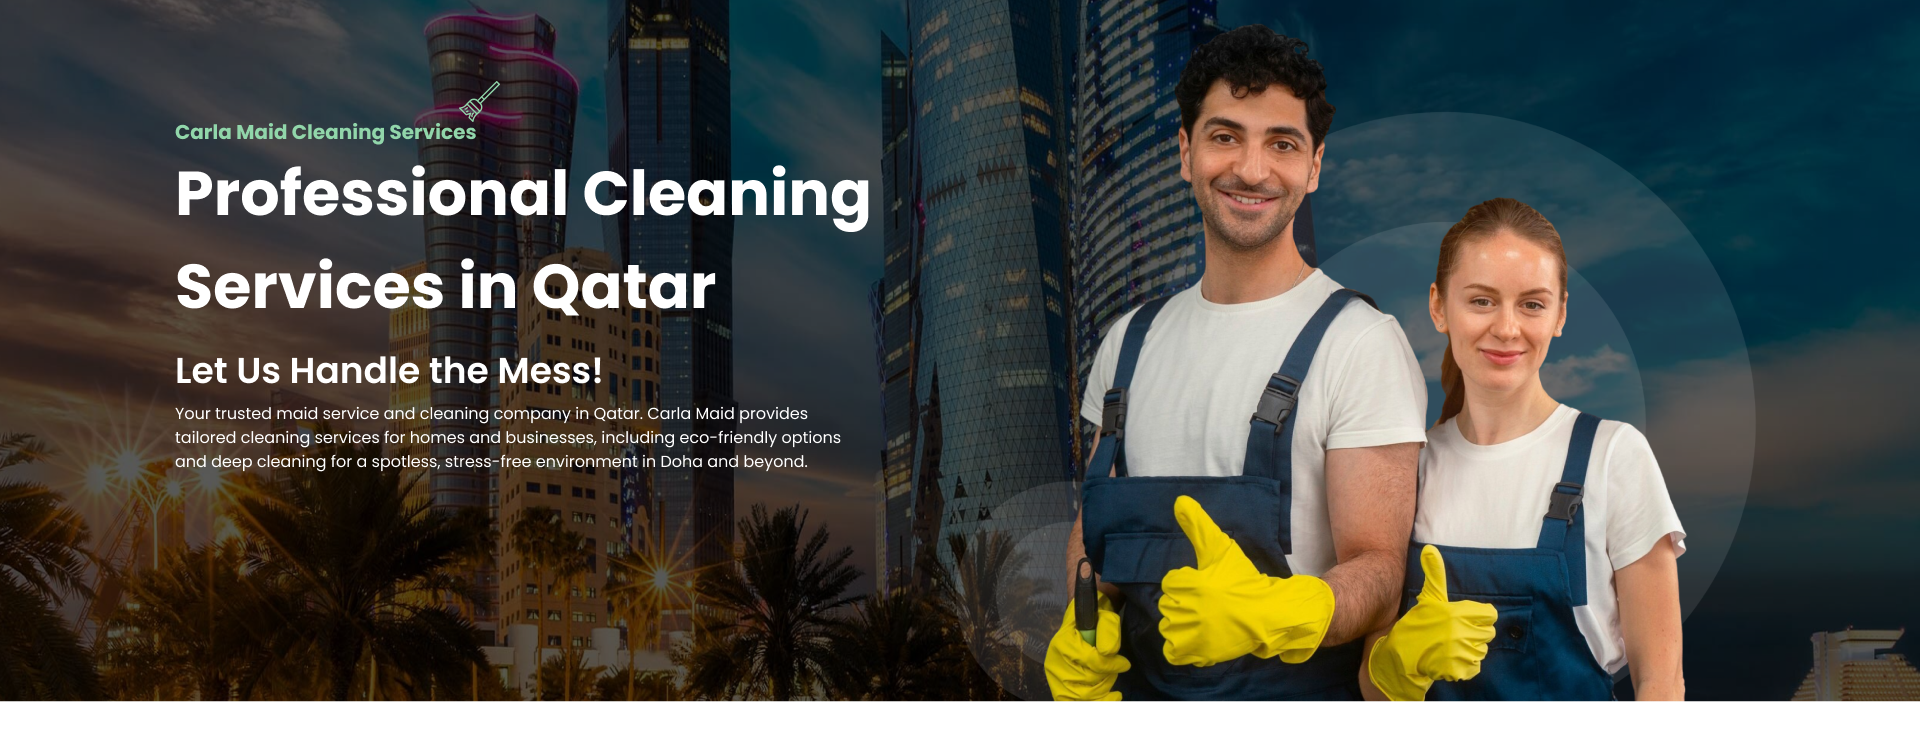 Carla Maid Cleaning Services
Professional Cleaning
Services in Qatar
Let Us Handle the Mess!
Your trusted maid service and cleaning company in Qatar. Carla Maid provides
tailored cleaning services for homes and businesses, including eco-friendly options
and deep cleaning for a spotless, stress-free environment in Doha and beyond.